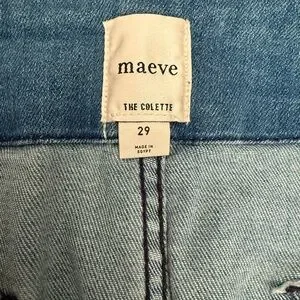 maeve
THE COLETTE
29
MADE IN
EGYPT